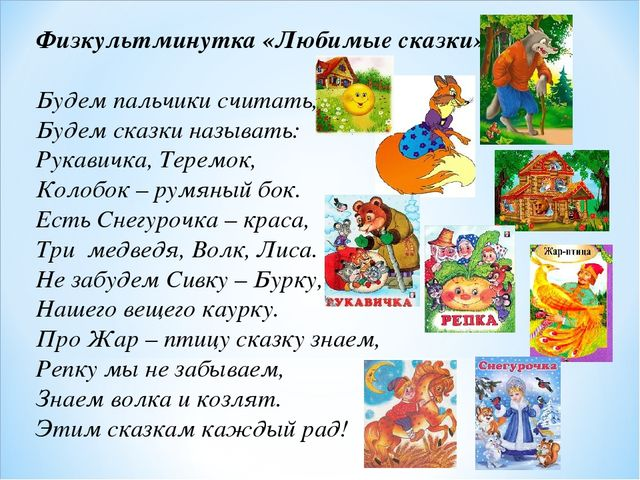 Физкультминутка «Любимые сказки»
Будем пальчики считать,
Будем сказки называть:
Рукавичка, Теремок,
Колобок – румяный бок.
Есть Снегурочка – краса,
Три медведя, Волк, Лиса.
Не забудем Сивку – Бурку,
Нашего вещего каурку.
Про Жар – птицу сказку знаем,
Репку мы не забываем,
Знаем волка и козлят.
Этим сказкам каждый рад!
РУКАВИЧКА
РЕПКА
Жар-птица
Снегурочка